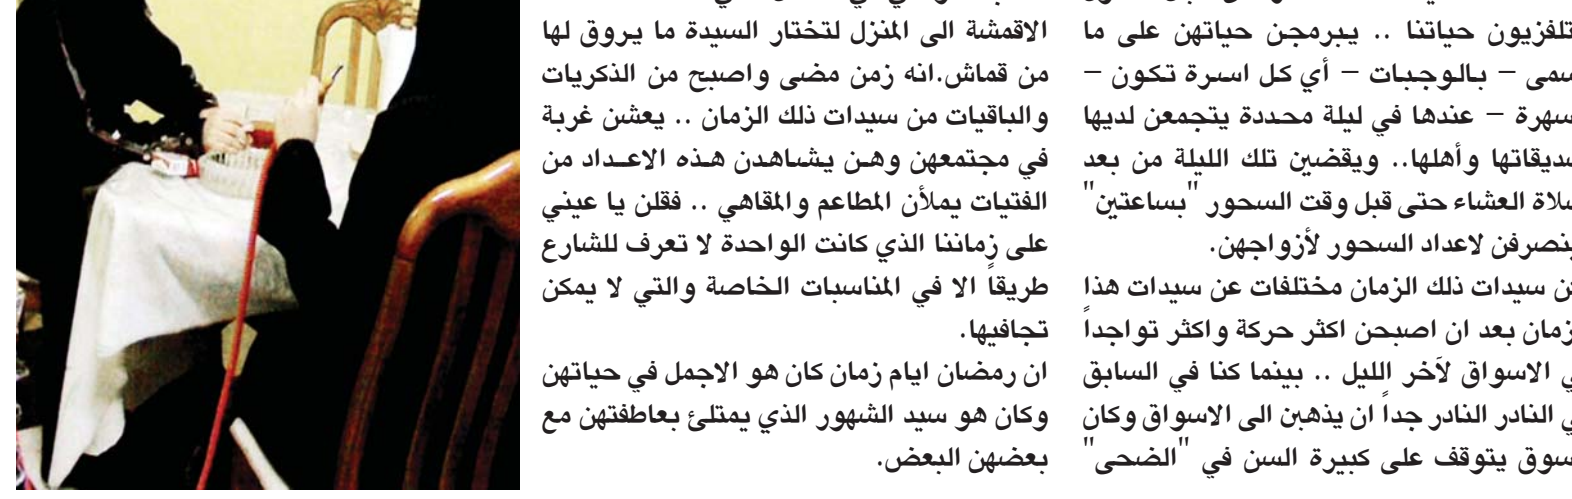 تلفزيون حياتنا .. يبرمجن حياتهن على ما
سمى – بالوجبات – أي كل اسرة تكون –
سهرة – عندها في ليلة محددة يتجمعن لديها
ديقاتها وأهلها.. ويقضين تلك الليلة من بعد
لاة العشاء حتى قبل وقت السحور "بساعتين"
ينصرفن لاعداد السحور لأزواجهن.
ن سيدات ذلك الزمان مختلفات عن سيدات هذا
زمان بعد ان اصبحن اكثر حركة واكثر تواجداً
ي الاسواق لآخر الليل .. بينما كنا في السابق
ي النادر النادر جداً ان يذهبن الى الاسواق وكان
سوق يتوقف على كبيرة السن في "الضحى"
الاقمشة الى المنزل لتختار السيدة ما يروق لها
من قماش.انه زمن مضى واصبح من الذكريات
والباقيات من سيدات ذلك الزمان .. يعشن غربة
في مجتمعهن وهن يشاهدن هذه الاعداد من
الفتيات يملأن المطاعم والمقاهي .. فقلن يا عيني
على زماننا الذي كانت الواحدة لا تعرف للشارع
طريقاً الا في المناسبات الخاصة والتي لا يمكن
تجافيها.
ان رمضان ايام زمان كان هو الاجمل في حياتهن
وكان هو سيد الشهور الذي يمتلئ بعاطفتهن مع
بعضهن البعض.